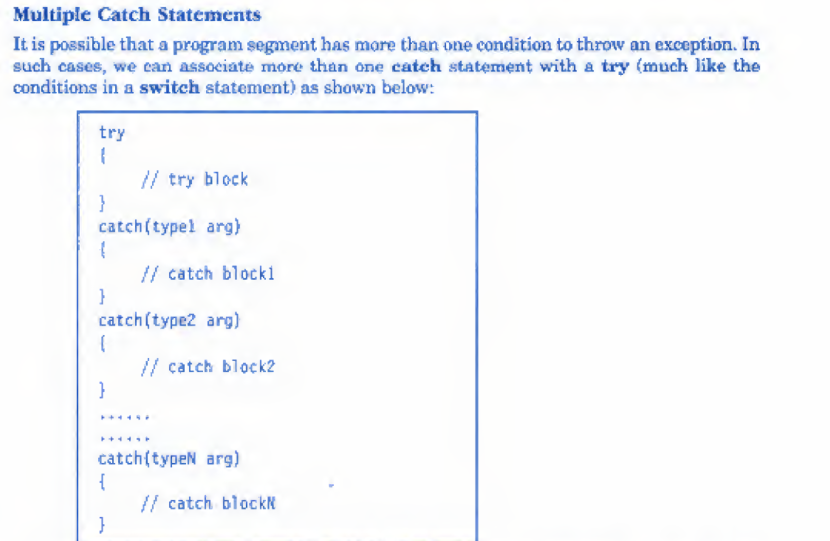 Multiple Catch Statements
It is possible that a program segment has more than one condition to throw an exception. In
such cases, we can associate more than one catch statement with a try (much like the
conditions in a switch statement) as shown below:
try
{
// try block
}
catch(type1 arg)
{
// catch block1
}
catch(type2 arg)
{
// catch block2
}
......
......
catch(typeN arg)
{
// catch blockN
}